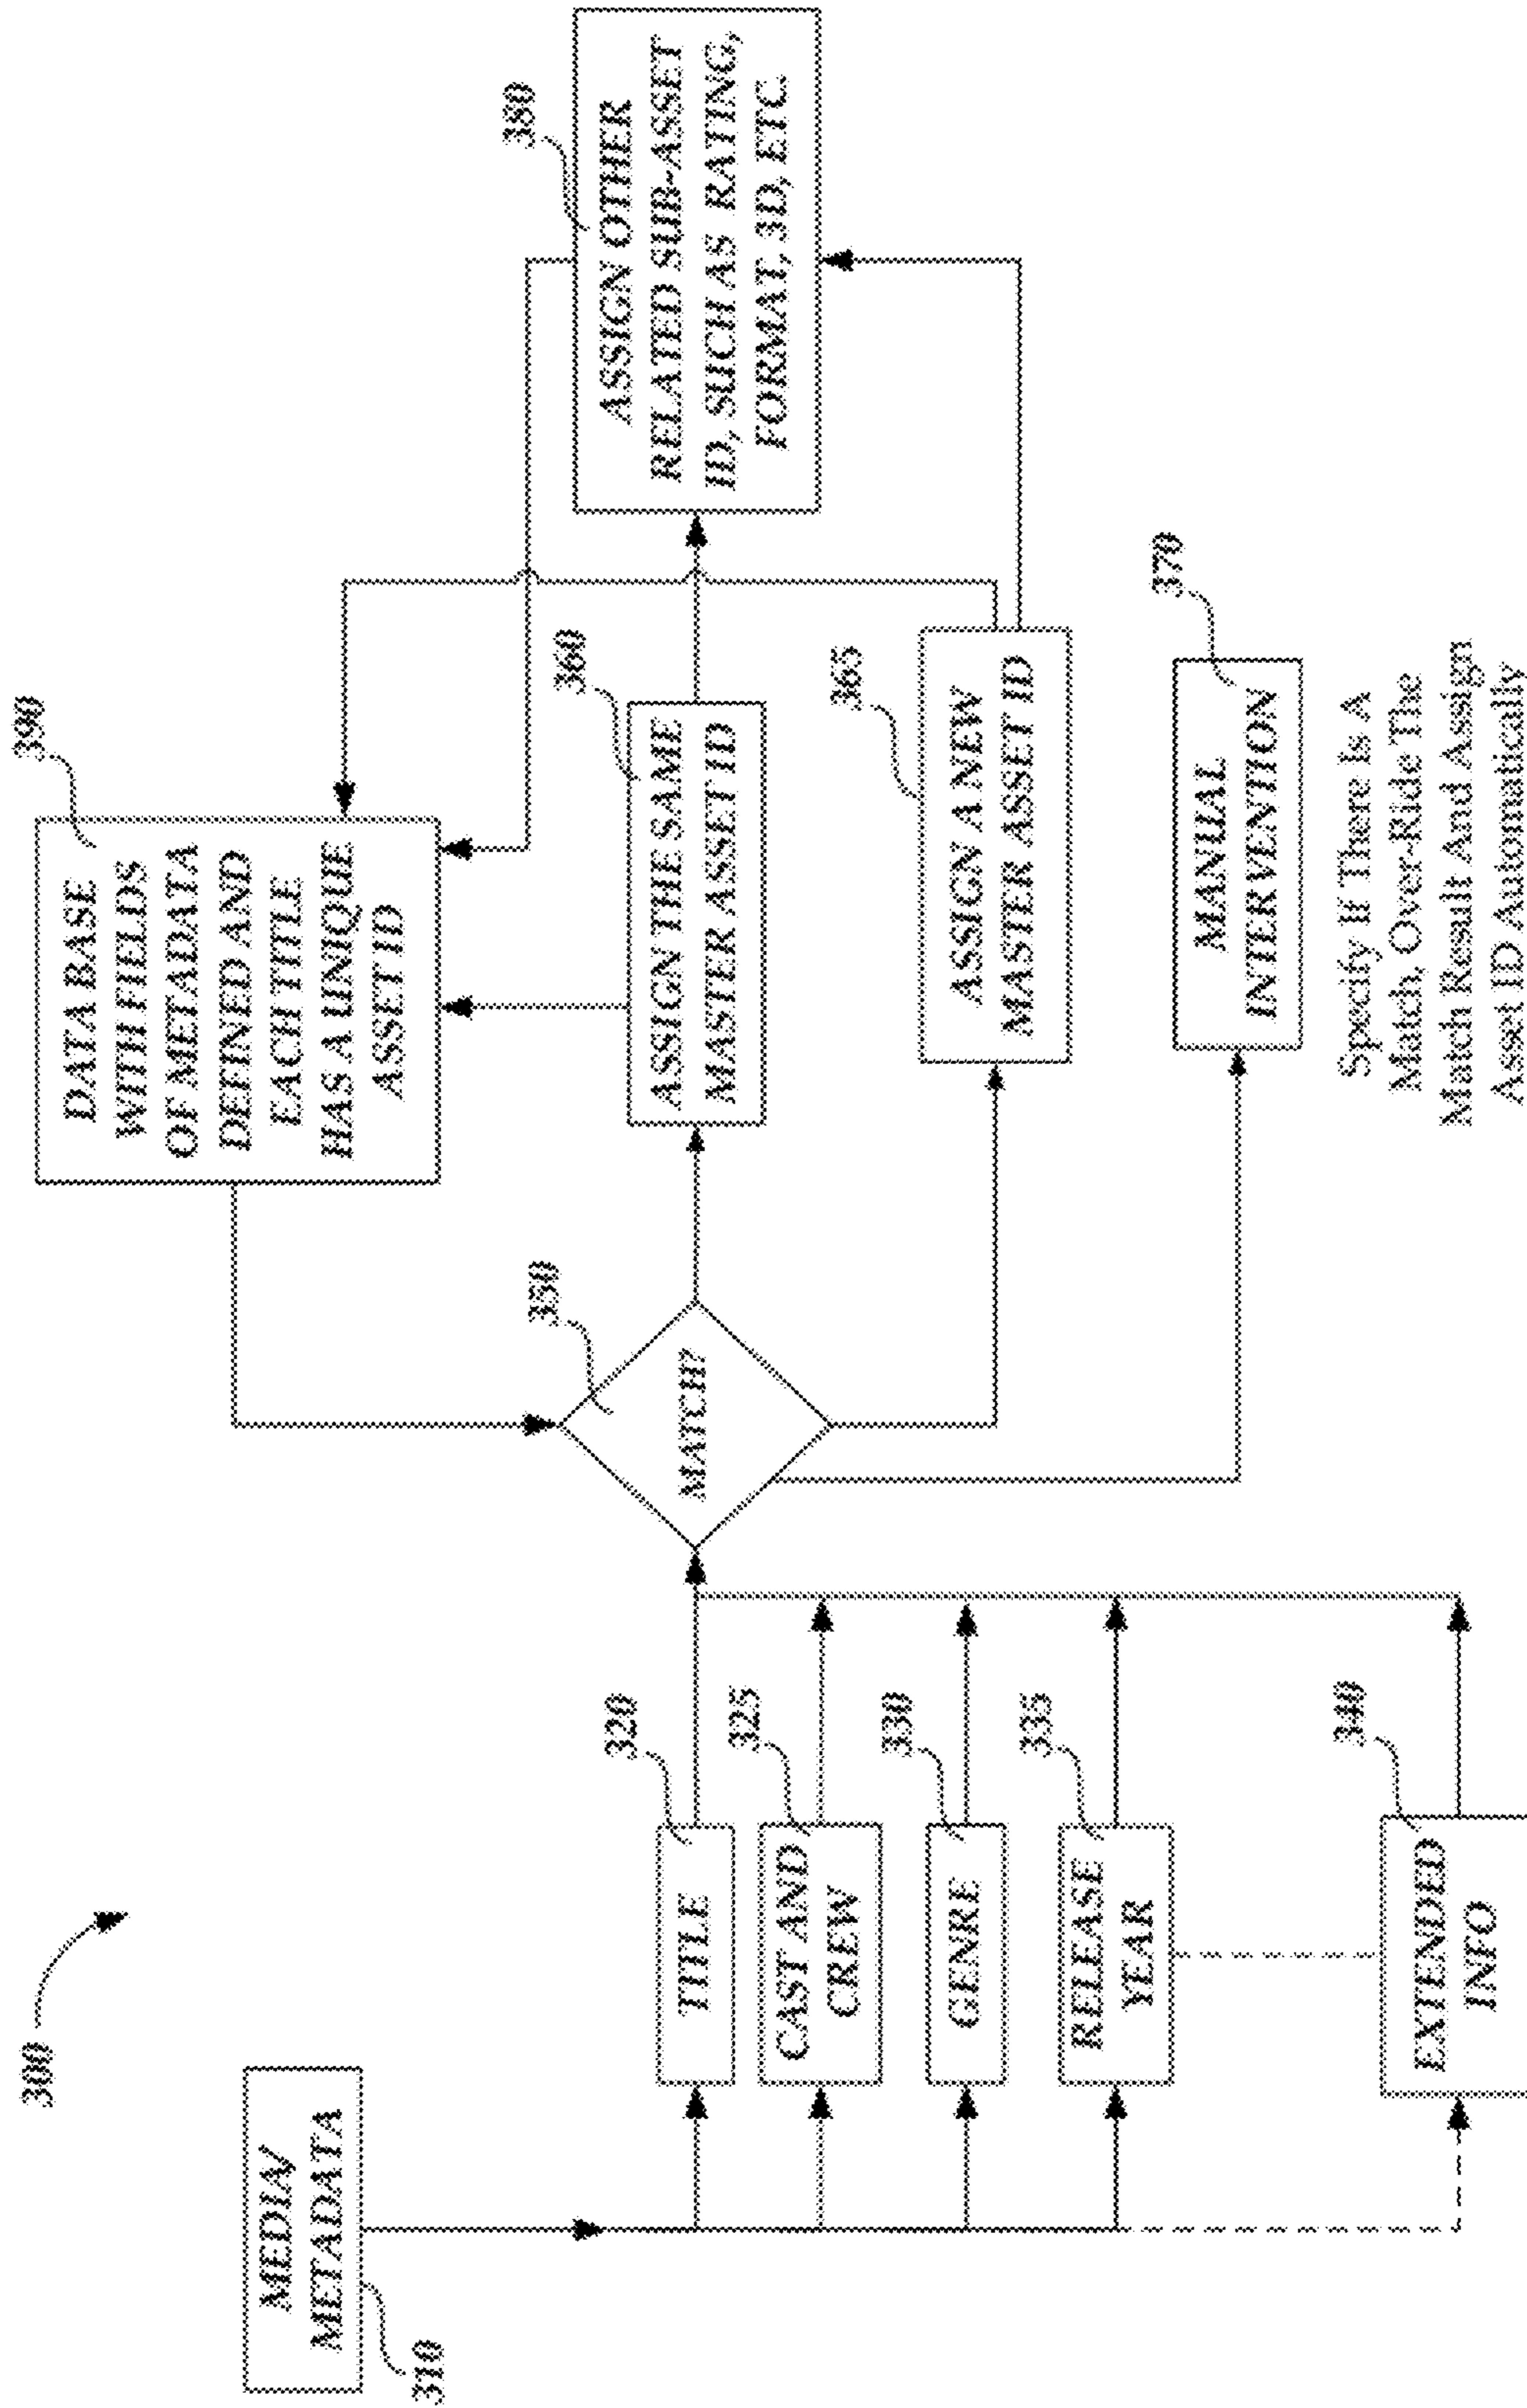 300
MEDIA/
METADATA
310
TITLE
320
CAST AND
CREW
325
GENRE
330
RELEASE
YEAR
335
EXTENDED
INFO
340
MATCH?
350
DATA BASE
WITH FIELDS
OF METADATA
DEFINED AND
EACH TITLE
HAS A UNIQUE
ASSET ID
390
ASSIGN THE SAME
MASTER ASSET ID
360
ASSIGN A NEW
MASTER ASSET ID
365
MANUAL
INTERVENTION
370
Specify If There Is A
Match, Over-Ride The
Match Result And Assign
Asset ID Automatically
ASSIGN OTHER
RELATED SUB-ASSET
ID, SUCH AS RATING,
FORMAT, 3D, ETC.
380